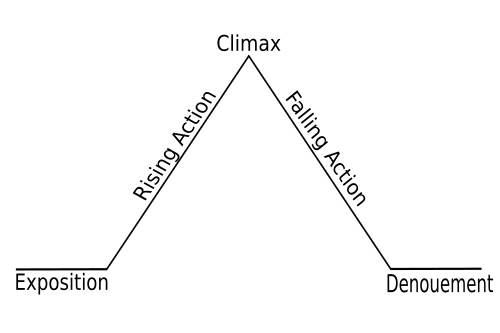 Climax
Rising Action
Falling Action
Exposition
Denouement